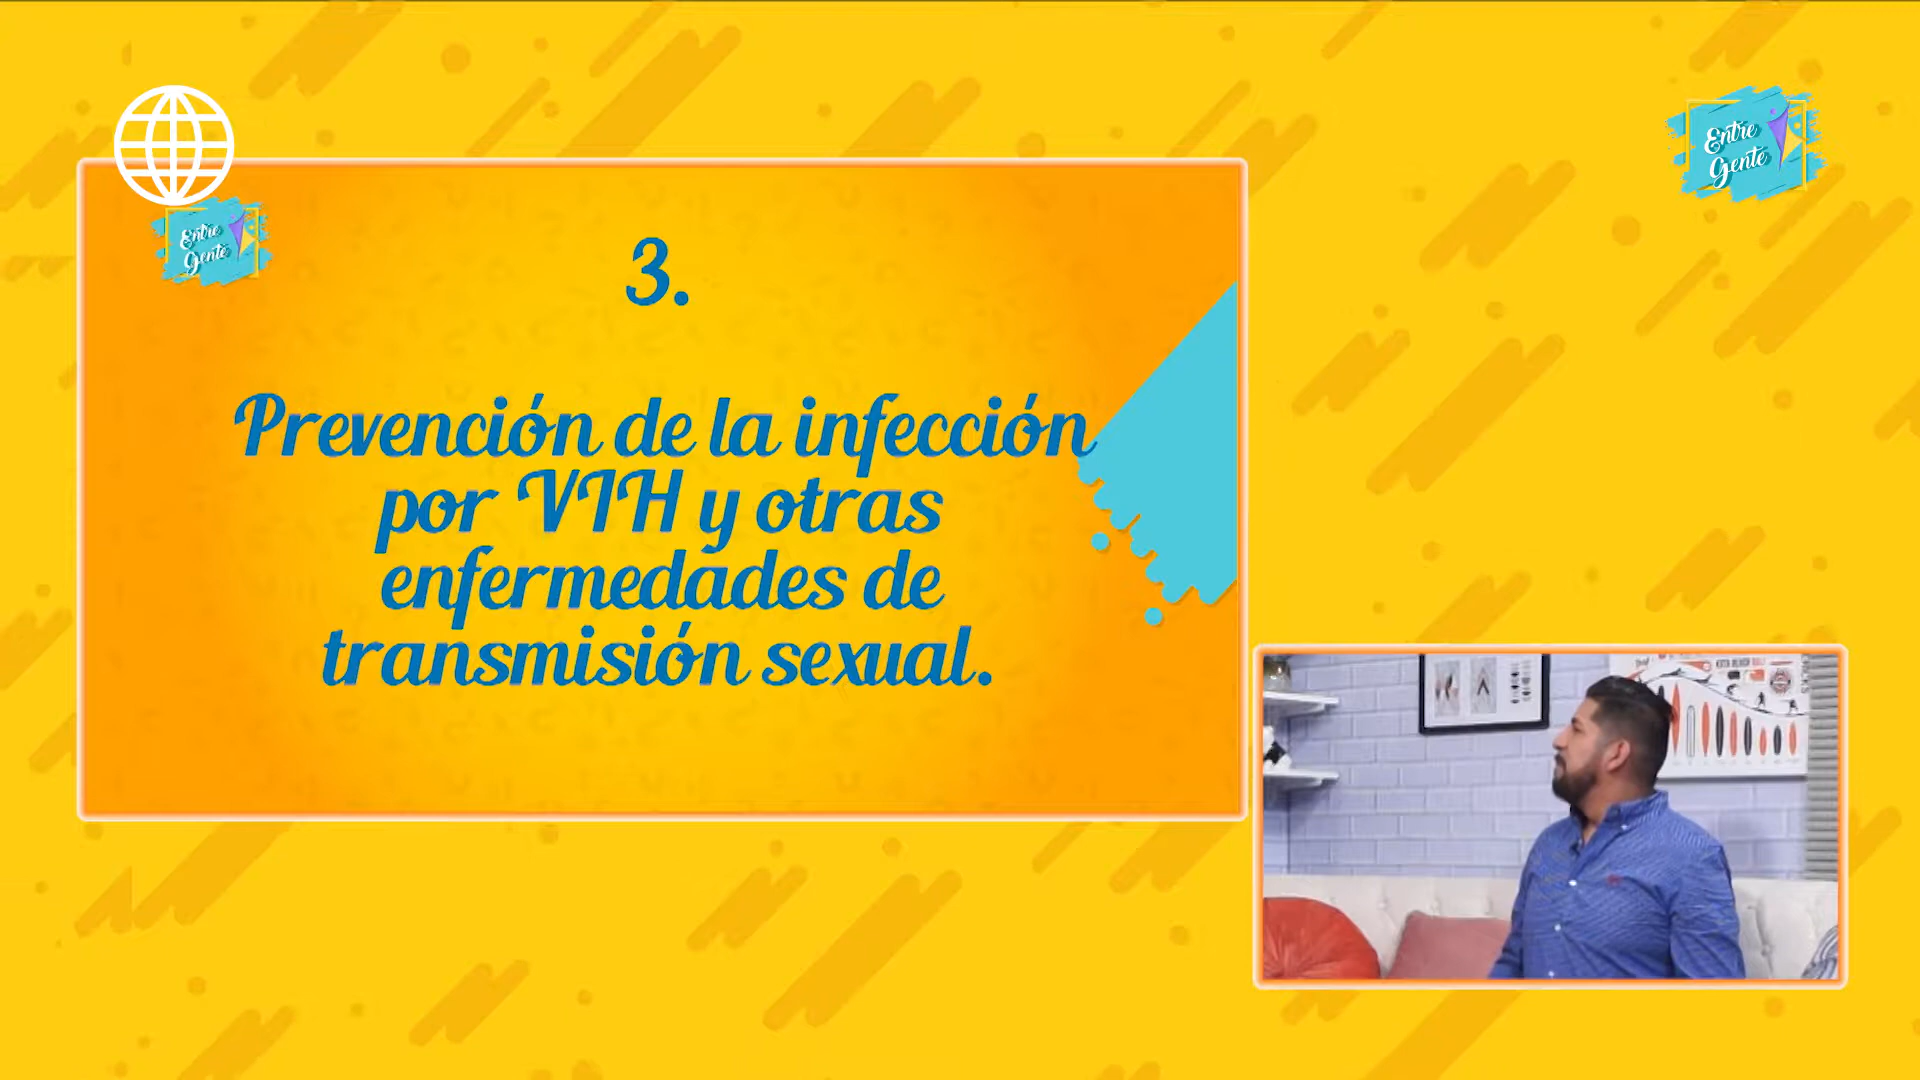 Entre
Gente
Entre
Gente
3.
Prevención de la infección
por VIH y otras
enfermedades de
transmisión sexual.